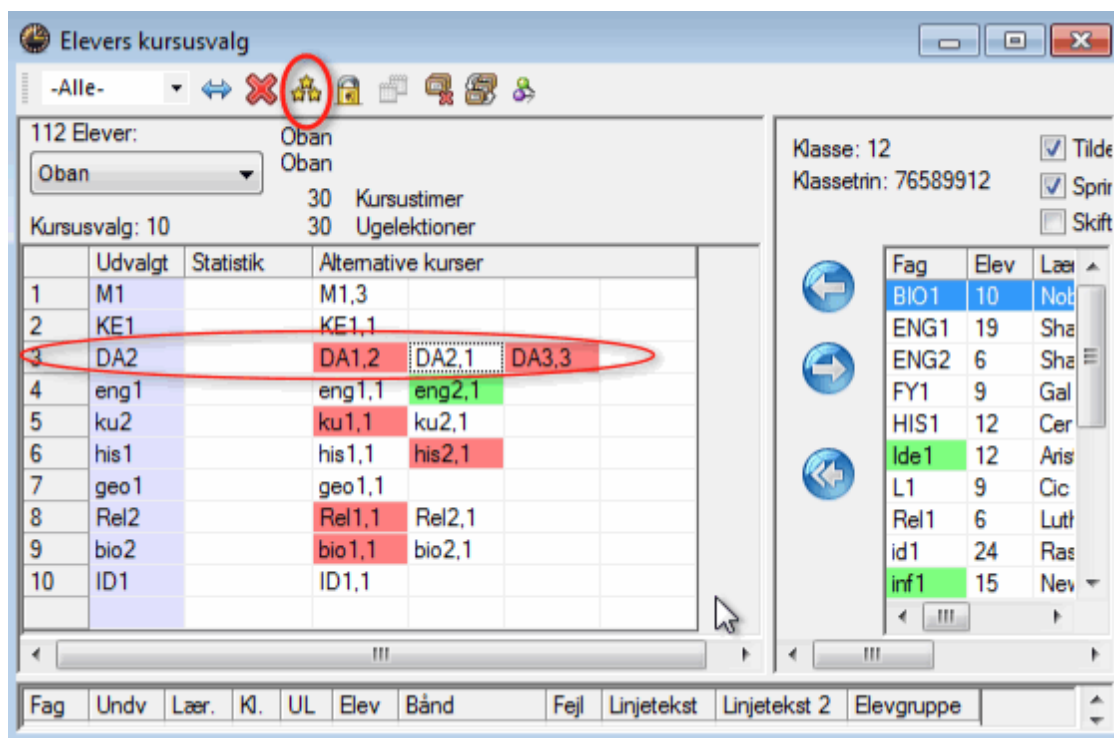 Elevers kursusvalg
-Alle-
112 Elever:
Oban
Oban
Oban
30 Kursustimer
Kursusvalg: 10
30 Ugelektioner
Udvalgt Statistik Alternative kurser
1 M1 M1,3
2 KE1 KE1,1
3 DA2 DA1,2 DA2,1 DA3,3
4 eng1 eng1,1 eng2,1
5 ku2 ku1,1 ku2,1
6 his1 his1,1 his2,1
7 geo1 geo1,1
8 Rel2 Rel1,1 Rel2,1
9 bio2 bio1,1 bio2,1
10 ID1 ID1,1
Klasse: 12
Klassetrin: 76589912
Tilde
Sprin
Skift
Fag Elev Lær
BIO1 10 Nob
ENG1 19 Sha
ENG2 6 Sha
FY1 9 Gal
HIS1 12 Cer
Ide1 12 Aris
L1 9 Cic
Rel1 6 Luth
id1 24 Ras
inf1 15 New
Fag Undv Lær. Kl. UL Elev Bånd Fejl Linjetekst Linjetekst 2 Elevgruppe